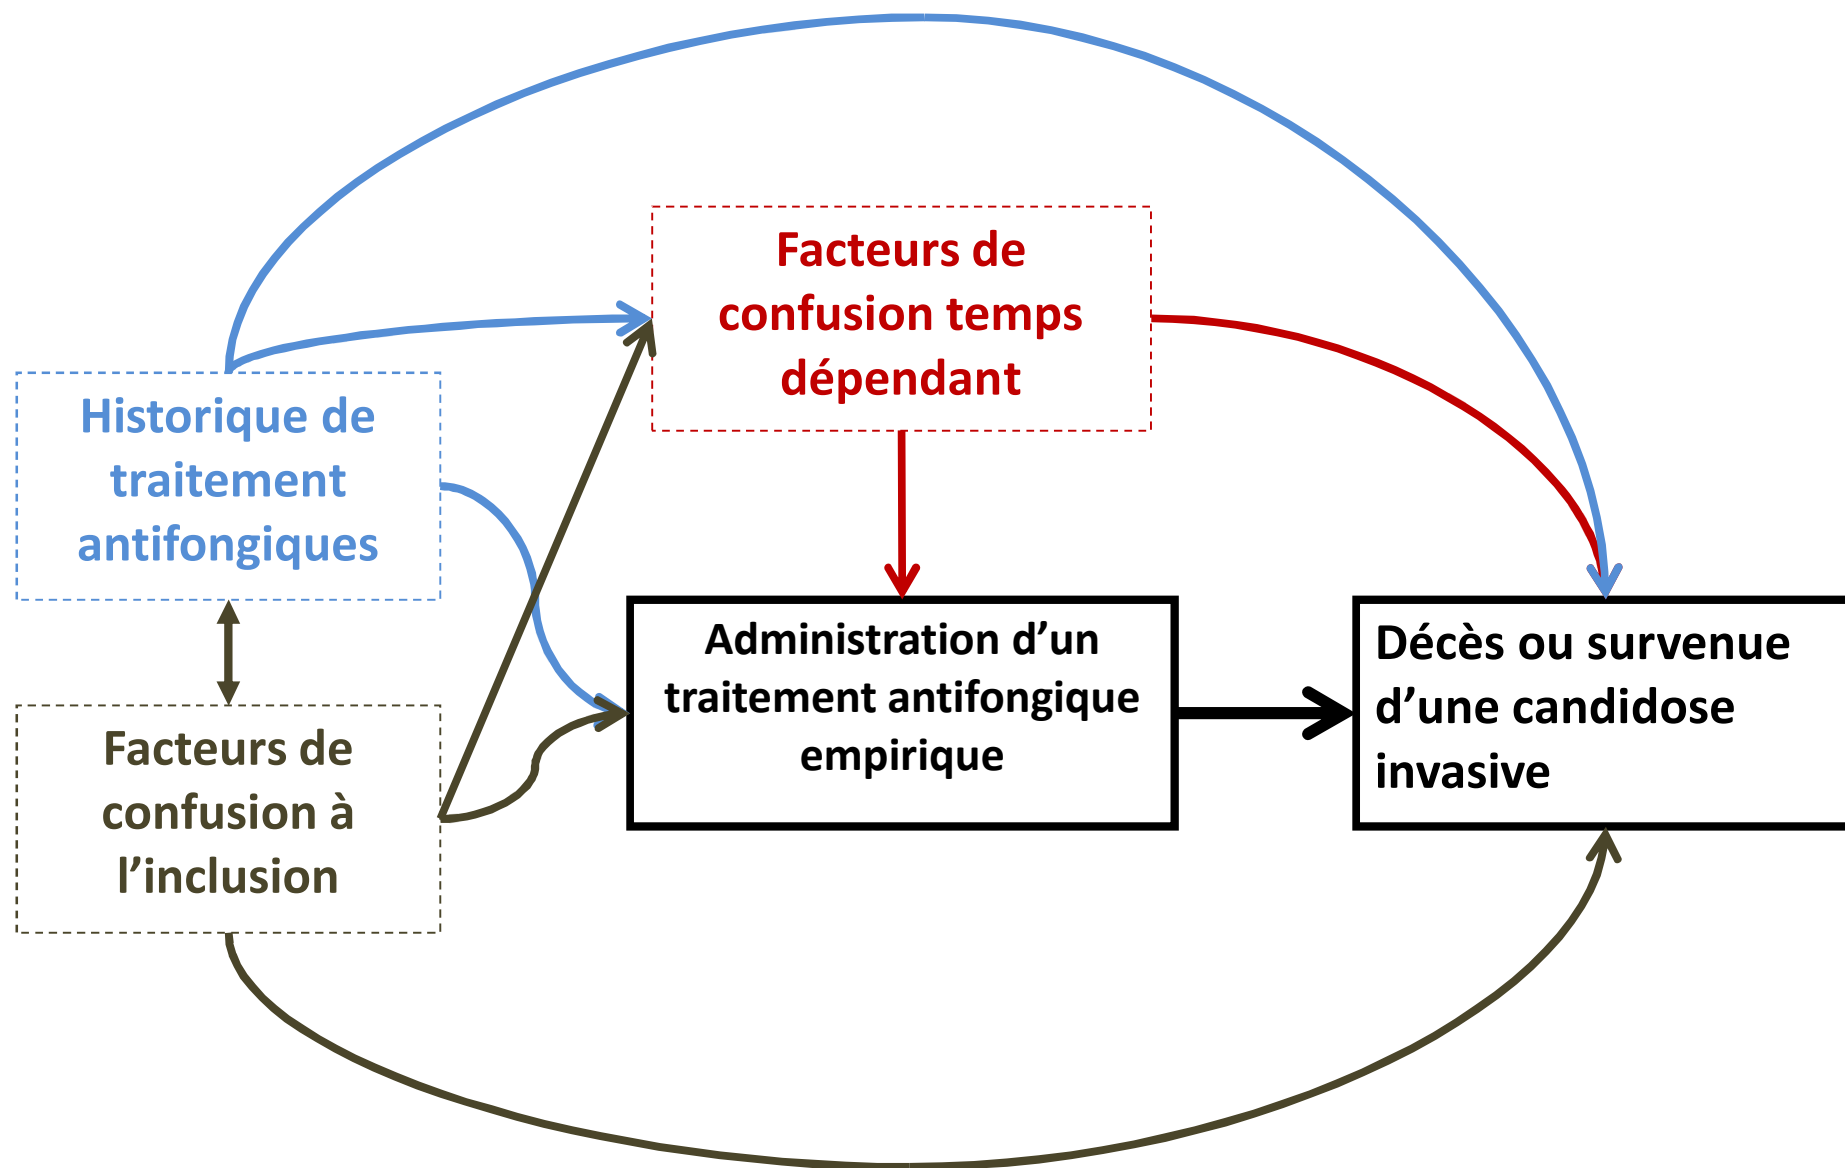 Facteurs de
confusion temps
dépendant
Historique de
traitement
antifongiques
Administration d’un
traitement antifongique
empirique
Décès ou survenue
d’une candidose
invasive
Facteurs de
confusion à
l’inclusion